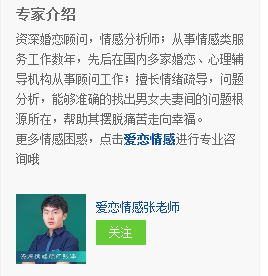 专家介绍
资深婚恋顾问，情感分析师；从事情感类服
务工作数年，先后在国内多家婚恋、心理辅
导机构从事顾问工作；擅长情绪疏导，问题
分析，能够准确的找出男女夫妻间的问题根
源所在，帮助其摆脱痛苦走向幸福。
更多情感困惑，点击爱恋情感进行专业咨
询哦
爱恋情感张老师
关注